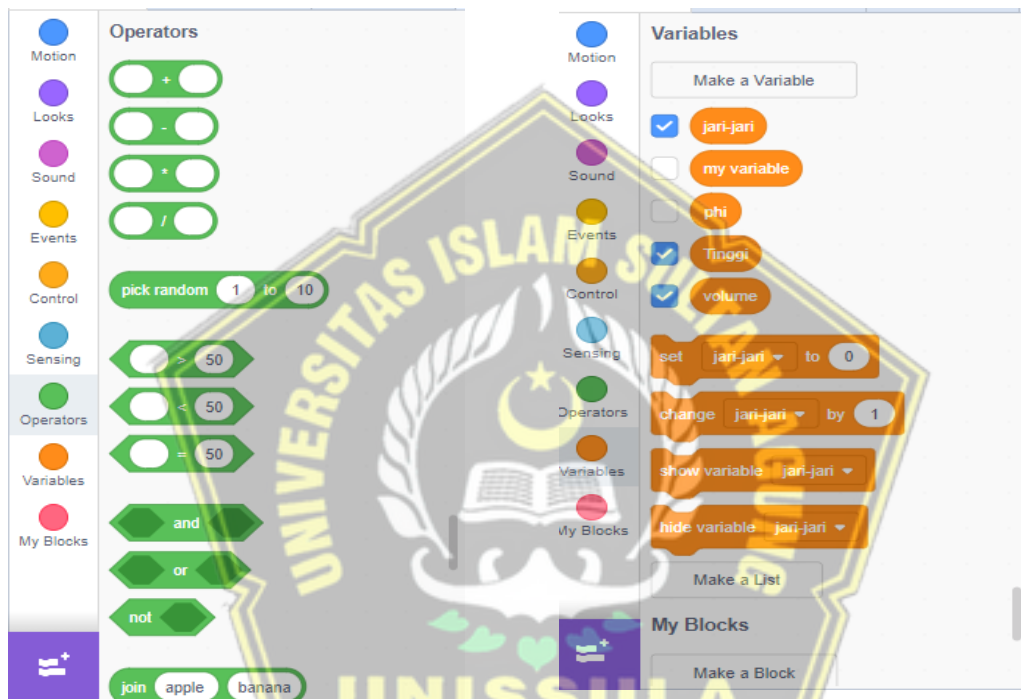 Motion
Looks
Sound
Events
Control
Sensing
Operators
Variables
My Blocks
Operators
+
-
*
/
pick random 1 to 10
> 50
< 50
= 50
and
or
not
join apple banana
Motion
Looks
Sound
Events
Control
Sensing
Operators
Variables
My Blocks
Variables
Make a Variable
jari-jari
my variable
phi
Tinggi
volume
set jari-jari to 0
change jari-jari by 1
show variable jari-jari
hide variable jari-jari
Make a List
My Blocks
Make a Block
UNIVERSITAS ISLAM SULTAN AGUNG
UNISSULA